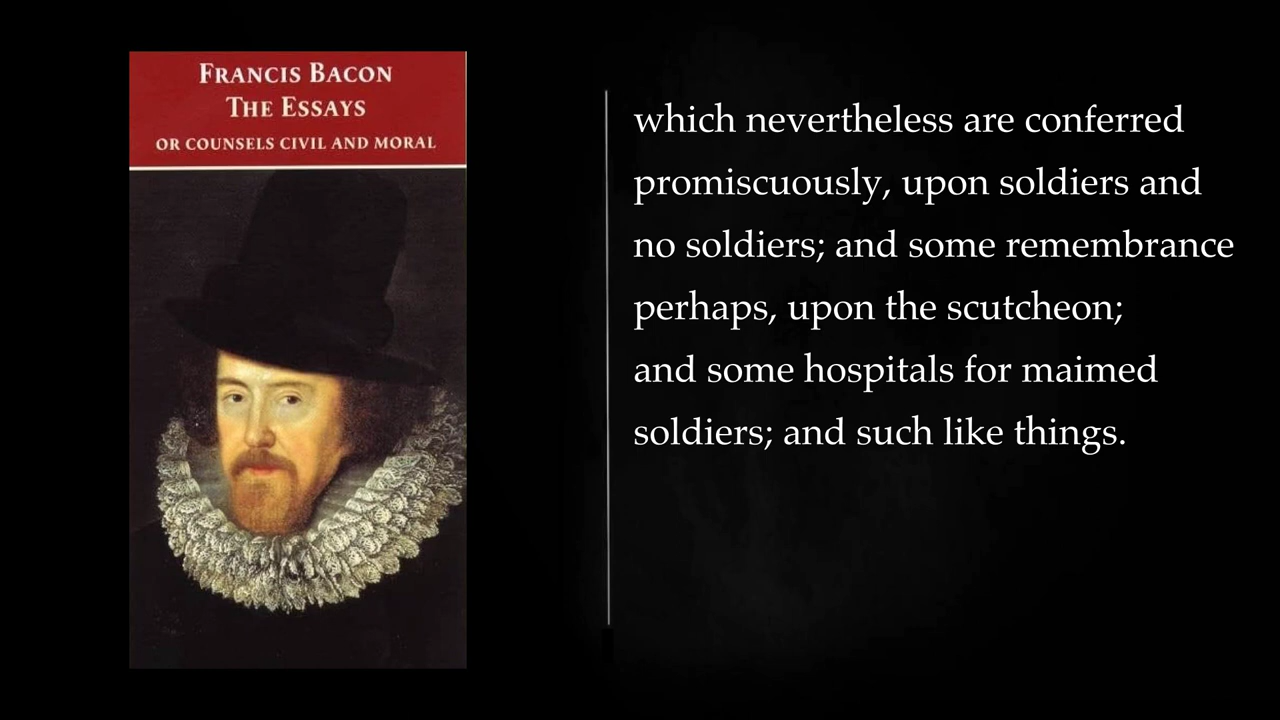 FRANCIS BACON
THE ESSAYS
OR COUNSELS CIVIL AND MORAL
which nevertheless are conferred
promiscuously, upon soldiers and
no soldiers; and some remembrance
perhaps, upon the scutcheon;
and some hospitals for maimed
soldiers; and such like things.